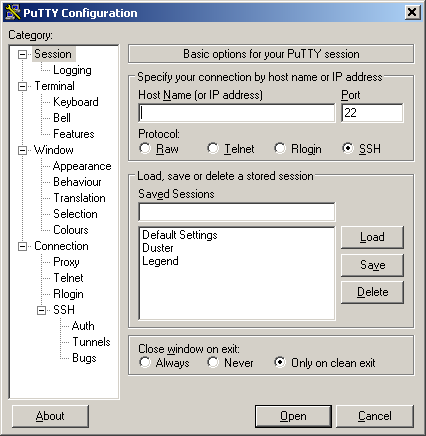 PuTTY Configuration
Category:
Session
Logging
Terminal
Keyboard
Bell
Features
Window
Appearance
Behaviour
Translation
Selection
Colours
Connection
Proxy
Telnet
Rlogin
SSH
Auth
Tunnels
Bugs
Basic options for your PuTTY session
Specify your connection by host name or IP address
Host Name (or IP address) Port
22
Protocol:
Raw Telnet Rlogin SSH
Load, save or delete a stored session
Saved Sessions
Default Settings
Duster
Legend
Load
Save
Delete
Close window on exit:
Always Never Only on clean exit
About Open Cancel